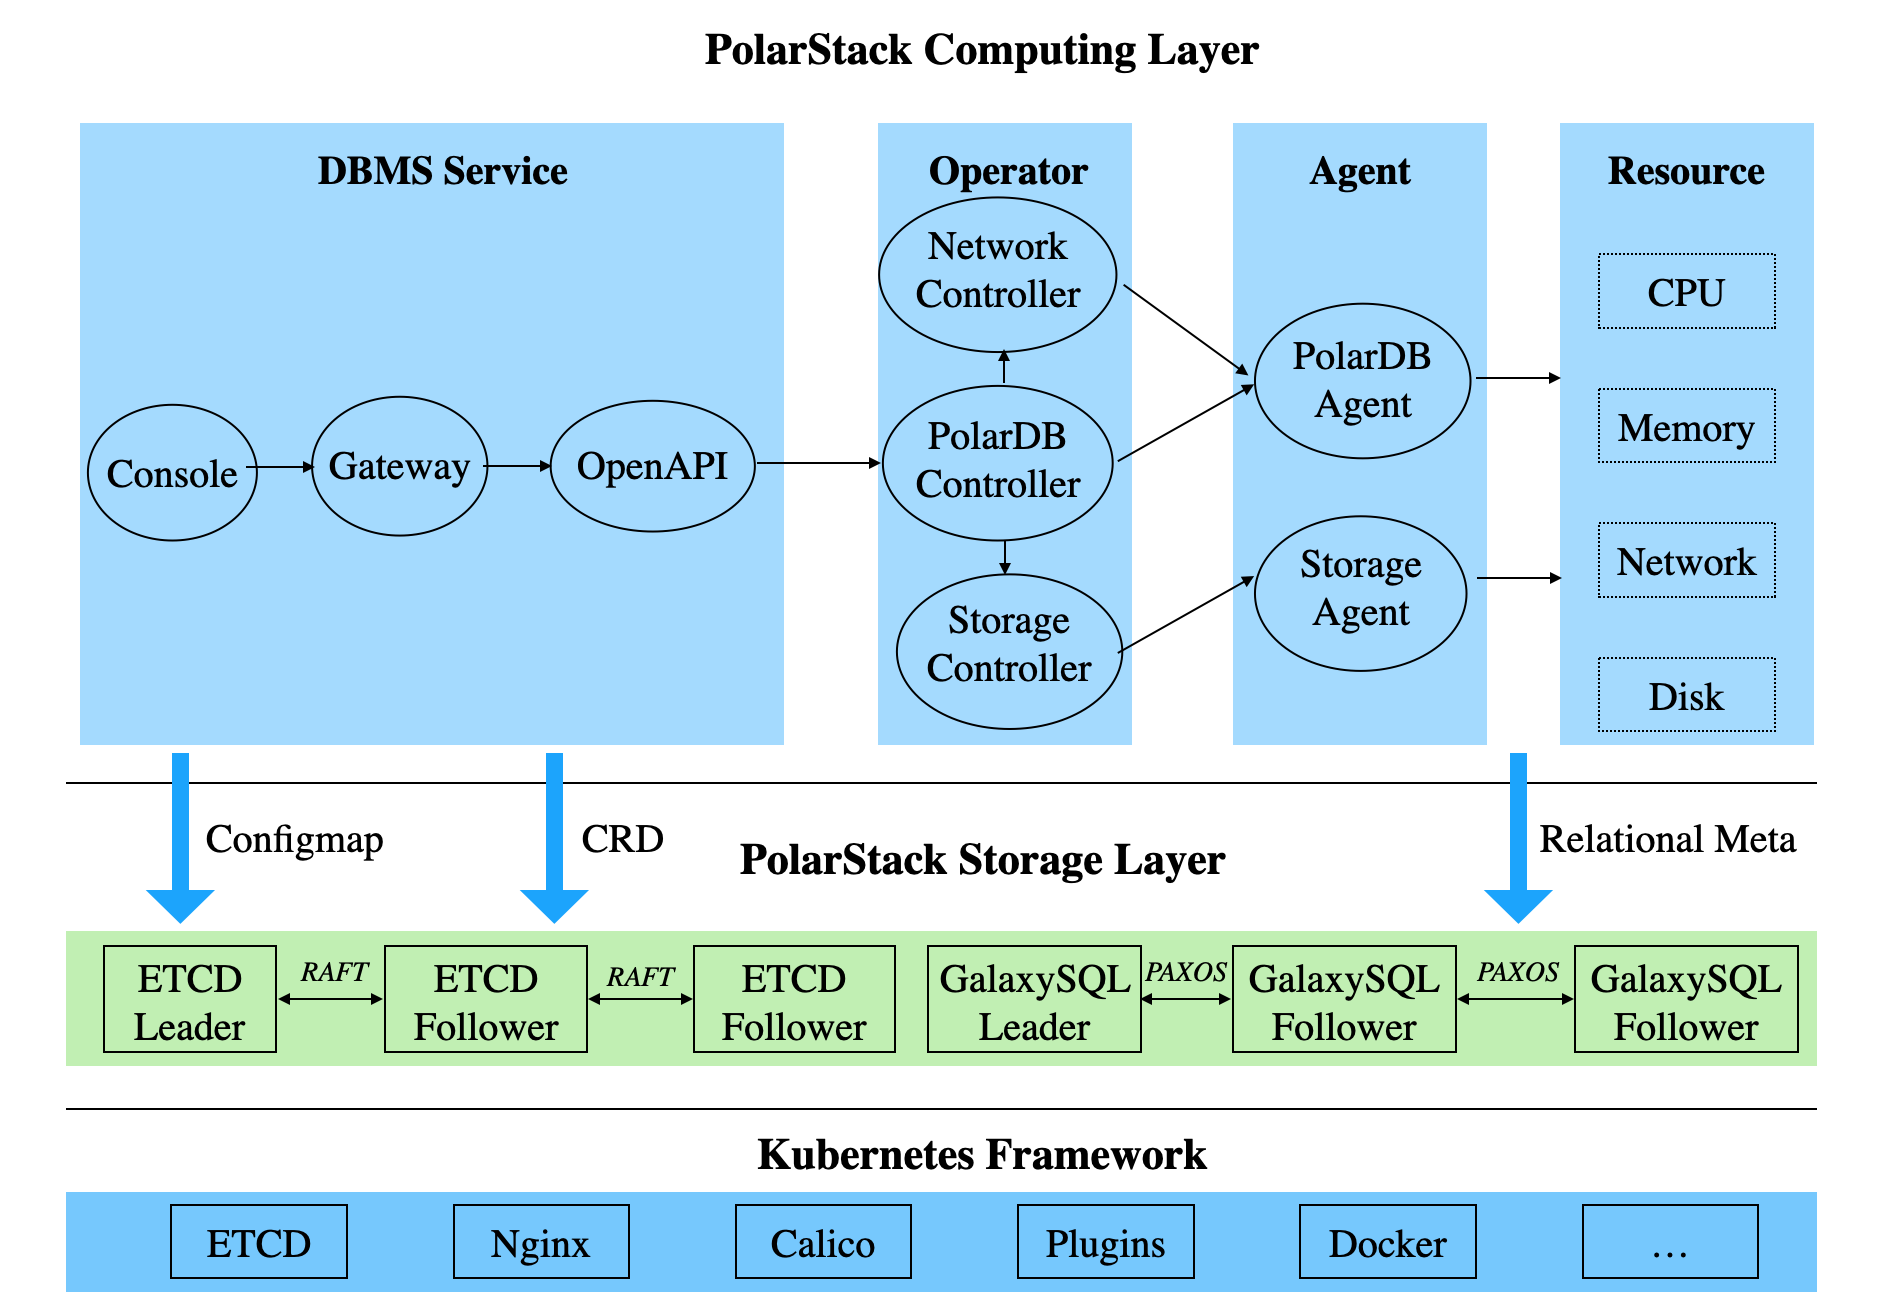 PolarStack Computing Layer
DBMS Service
Console
Gateway
OpenAPI
Operator
Network
Controller
PolarDB
Controller
Storage
Controller
Agent
PolarDB
Agent
Storage
Agent
Resource
CPU
Memory
Network
Disk
Configmap
CRD
PolarStack Storage Layer
Relational Meta
ETCD
Leader
RAFT
ETCD
Follower
RAFT
ETCD
Follower
GalaxySQL
Leader
PAXOS
GalaxySQL
Follower
PAXOS
GalaxySQL
Follower
Kubernetes Framework
ETCD
Nginx
Calico
Plugins
Docker
…